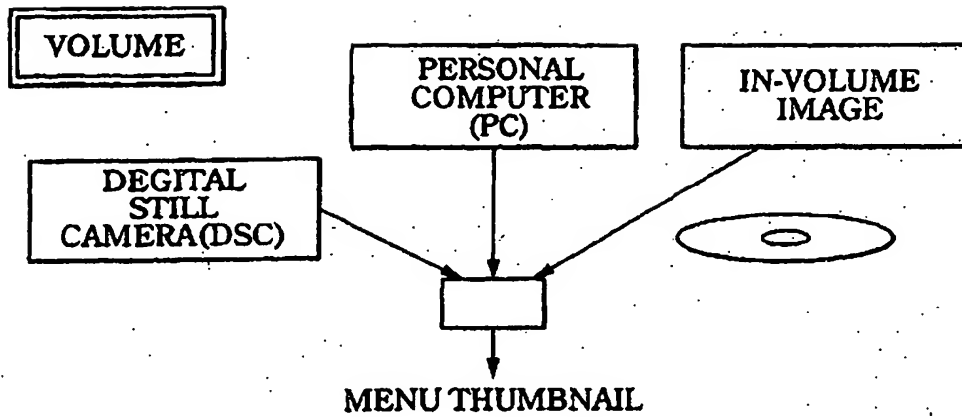 VOLUME
PERSONAL
COMPUTER
(PC)
IN-VOLUME
IMAGE
DEGITAL
STILL
CAMERA(DSC)
MENU THUMBNAIL